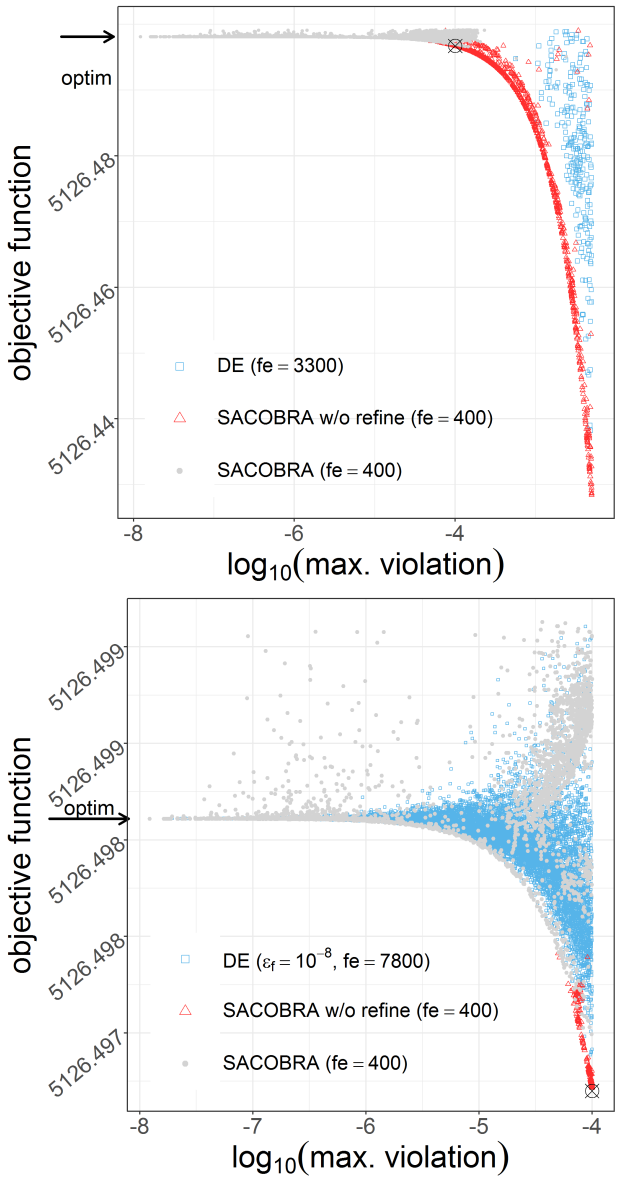 optim
objective function
5126.48
5126.46
5126.44
DE (fe = 3300)
SACOBRA w/o refine (fe = 400)
SACOBRA (fe = 400)
-8
-6
-4
log10(max. violation)
5126.499
5126.499
optim
5126.498
5126.498
5126.497
objective function
DE (εf = 10⁻⁸, fe = 7800)
SACOBRA w/o refine (fe = 400)
SACOBRA (fe = 400)
-8
-7
-6
-5
-4
log10(max. violation)